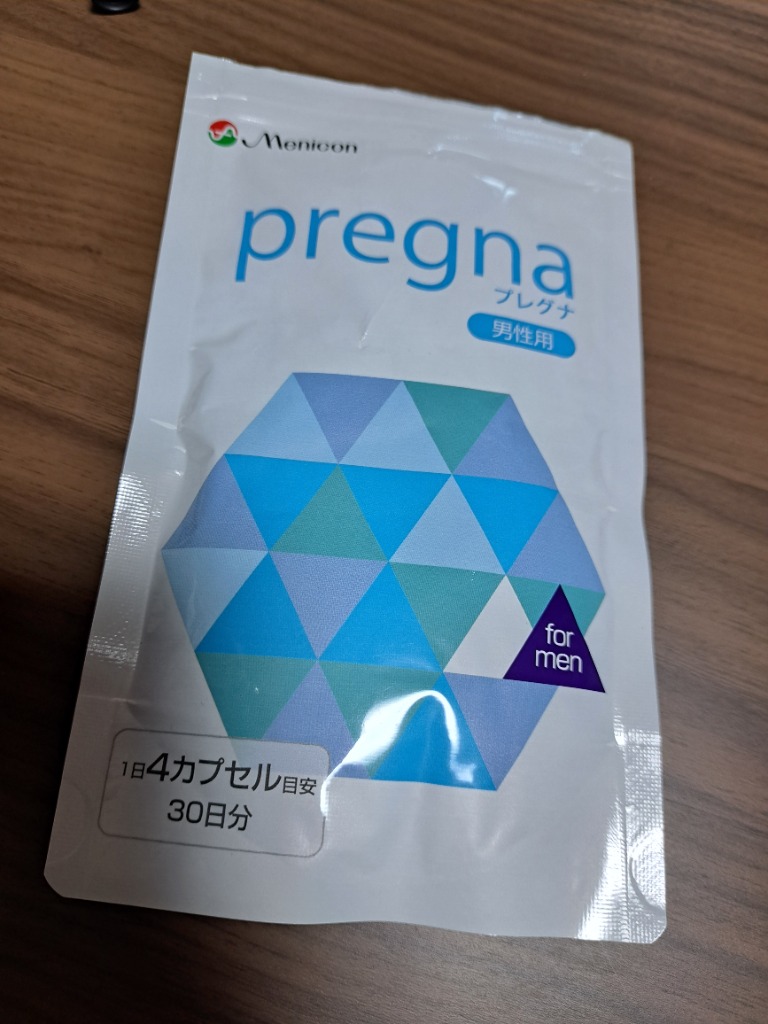 Menicon
pregna
プレグナ
男性用
for
men
1日4カプセル目安
30日分